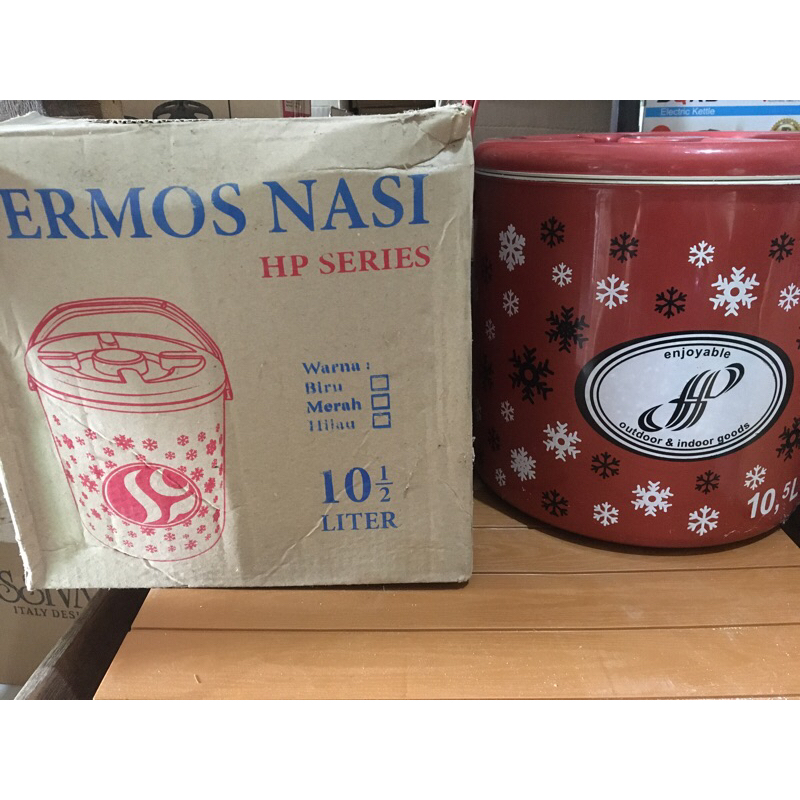 ERMOS NASI
HP SERIES
Warna :
Biru
Merah
Hijau
10 1/2
LITER
enjoyable
HP
outdoor & indoor goods
10,5L
Electric Kettle
ITALY DES